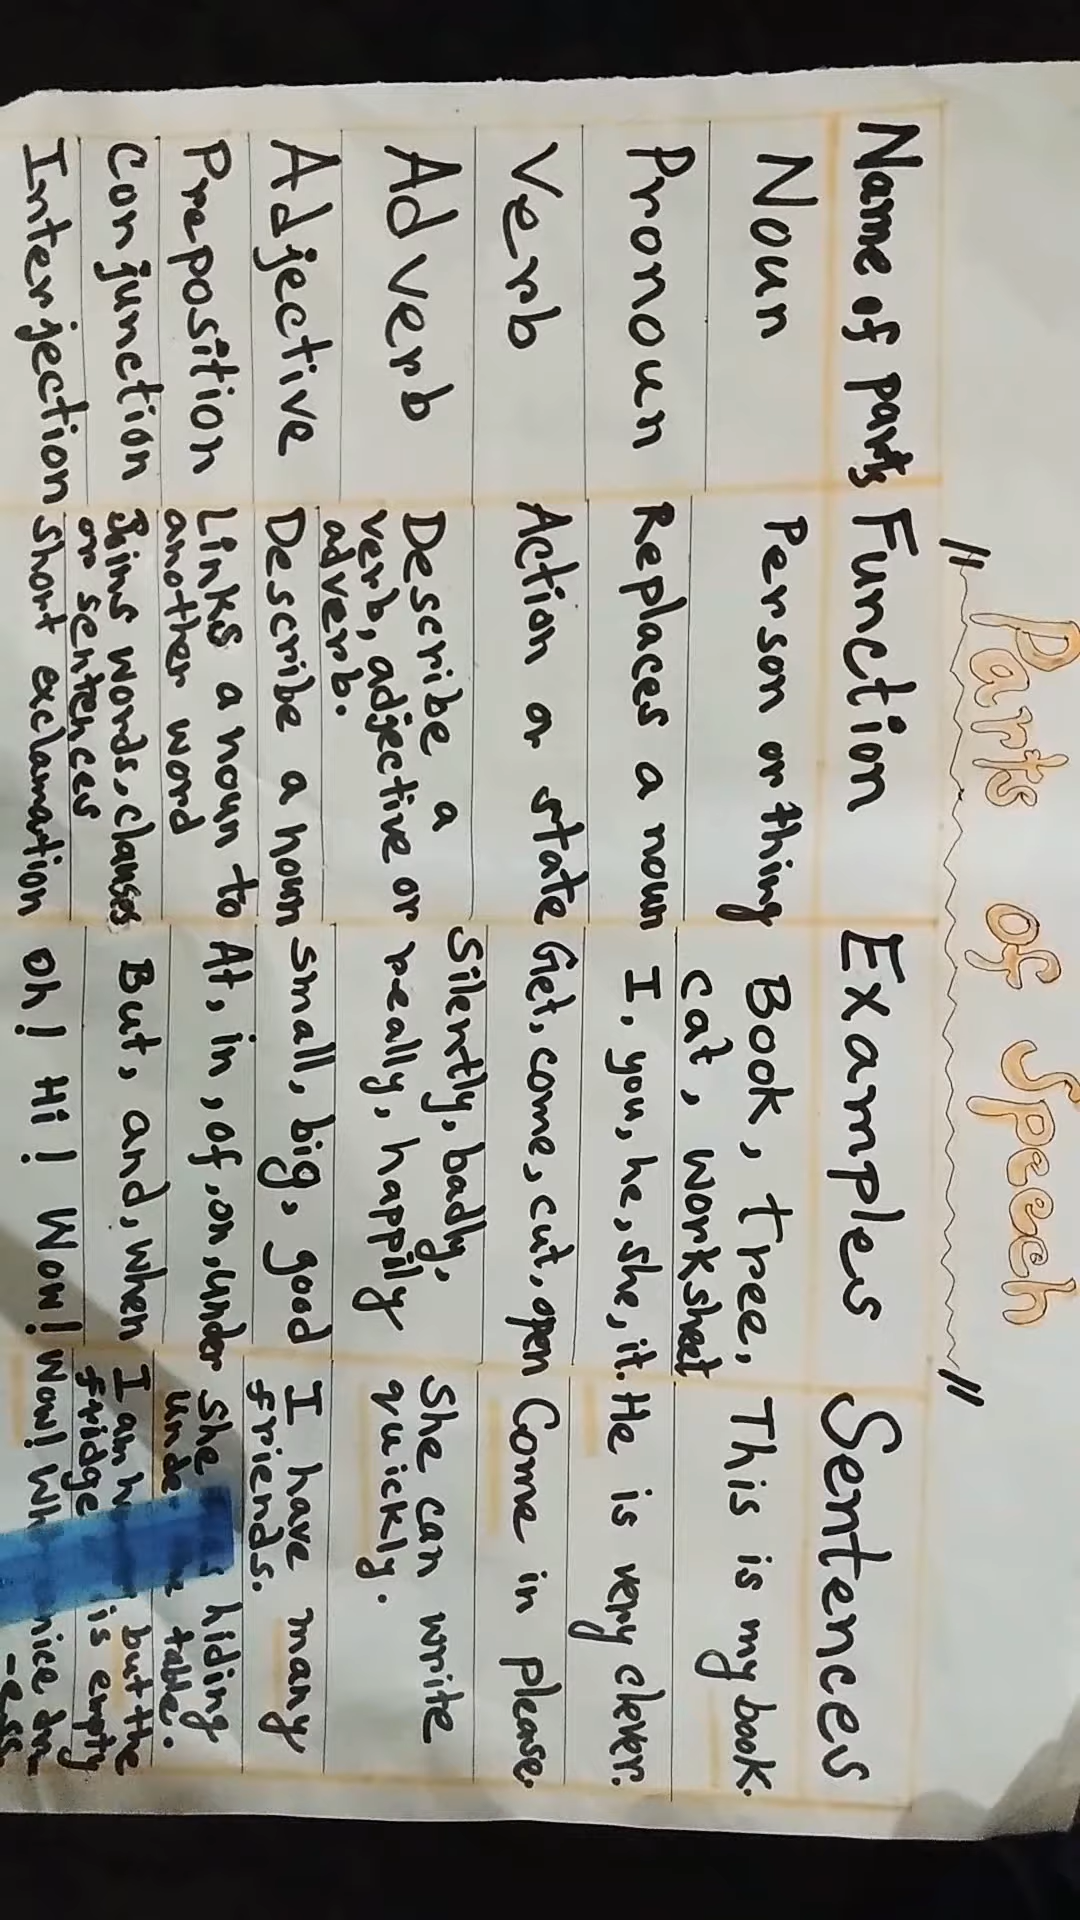 "Parts of Speech"
Name of parts Function Examples Sentences
Noun Person or thing Book, tree, This is my book.
cat, worksheet
Pronoun Replaces a noun I, you, he, she, it. He is very clever.
Verb Action or state Get, come, cut, open Come in please.
Adverb Describe a Silently, badly, She can write
verb, adjective or really, happily quickly.
adverb.
Adjective Describe a noun small, big, good I have many
friends.
Preposition Links a noun to At, in, of, on, under She hiding
another word table.
Conjunction Joins words, clauses But, and, when I am but the
or sentences fridge is empty
Interjection Short exclamation oh! Hi! Wow! Wow! nice dr-
-ess